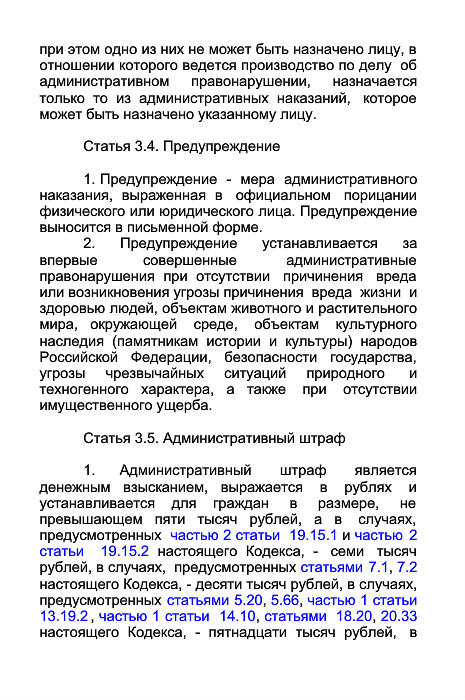 при этом одно из них не может быть назначено лицу, в
отношении которого ведется производство по делу об
административном правонарушении, назначается
только то из административных наказаний, которое
может быть назначено указанному лицу.
Статья 3.4. Предупреждение
1. Предупреждение - мера административного
наказания, выраженная в официальном порицании
физического или юридического лица. Предупреждение
выносится в письменной форме.
2. Предупреждение устанавливается за
впервые совершенные административные
правонарушения при отсутствии причинения вреда
или возникновения угрозы причинения вреда жизни и
здоровью людей, объектам животного и растительного
мира, окружающей среде, объектам культурного
наследия (памятникам истории и культуры) народов
Российской Федерации, безопасности государства,
угрозы чрезвычайных ситуаций природного и
техногенного характера, а также при отсутствии
имущественного ущерба.
Статья 3.5. Административный штраф
1. Административный штраф является
денежным взысканием, выражается в рублях и
устанавливается для граждан в размере, не
превышающем пяти тысяч рублей, а в случаях,
предусмотренных частью 2 статьи 19.15.1 и частью 2
статьи 19.15.2 настоящего Кодекса, - семи тысяч
рублей, в случаях, предусмотренных статьями 7.1, 7.2
настоящего Кодекса, - десяти тысяч рублей, в случаях,
предусмотренных статьями 5.20, 5.66, частью 1 статьи
13.19.2 , частью 1 статьи 14.10, статьями 18.20, 20.33
настоящего Кодекса, - пятнадцати тысяч рублей, в